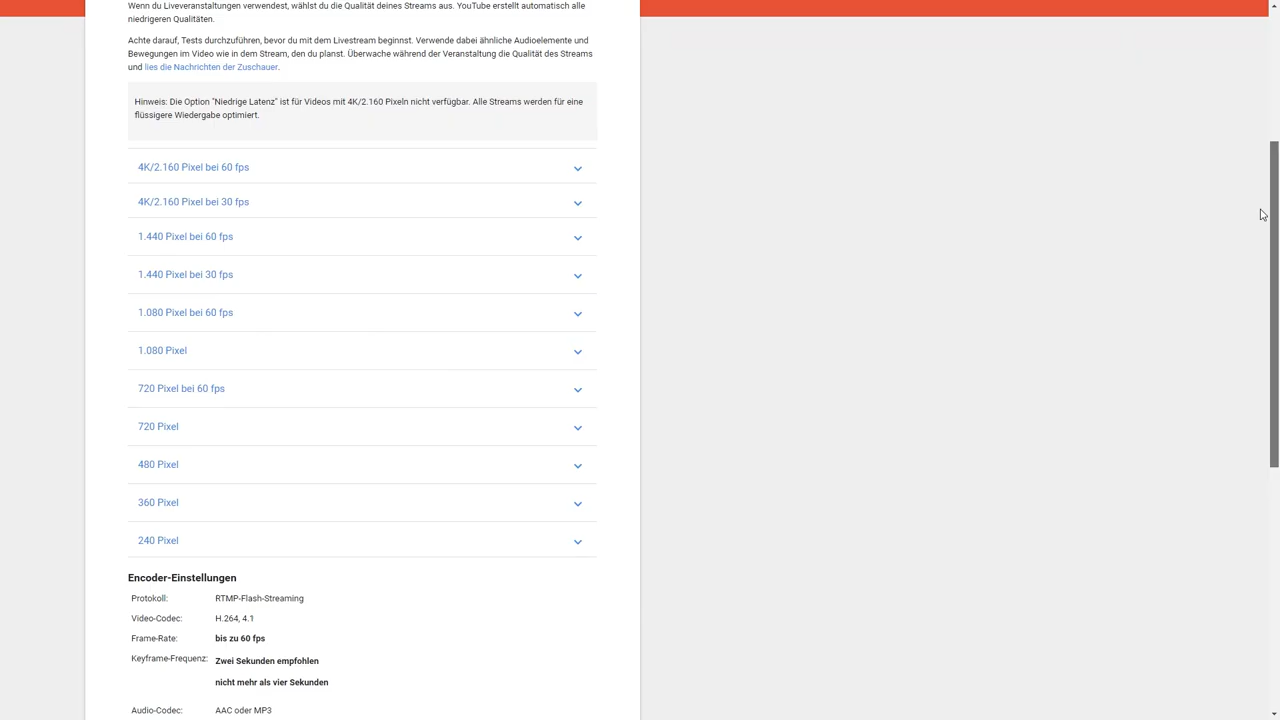 Wenn du Liveveranstaltungen verwendest, wählst du die Qualität deines Streams aus. YouTube erstellt automatisch alle
niedrigeren Qualitäten.
Achte darauf, Tests durchzuführen, bevor du mit dem Livestream beginnst. Verwende dabei ähnliche Audioelemente und
Bewegungen im Video wie in dem Stream, den du planst. Überwache während der Veranstaltung die Qualität des Streams
und lies die Nachrichten der Zuschauer.
Hinweis: Die Option "Niedrige Latenz" ist für Videos mit 4K/2.160 Pixeln nicht verfügbar. Alle Streams werden für eine
flüssigere Wiedergabe optimiert.
4K/2.160 Pixel bei 60 fps
4K/2.160 Pixel bei 30 fps
1.440 Pixel bei 60 fps
1.440 Pixel bei 30 fps
1.080 Pixel bei 60 fps
1.080 Pixel
720 Pixel bei 60 fps
720 Pixel
480 Pixel
360 Pixel
240 Pixel
Encoder-Einstellungen
Protokoll: RTMP-Flash-Streaming
Video-Codec: H.264, 4.1
Frame-Rate: bis zu 60 fps
Keyframe-Frequenz: Zwei Sekunden empfohlen
nicht mehr als vier Sekunden
Audio-Codec: AAC oder MP3